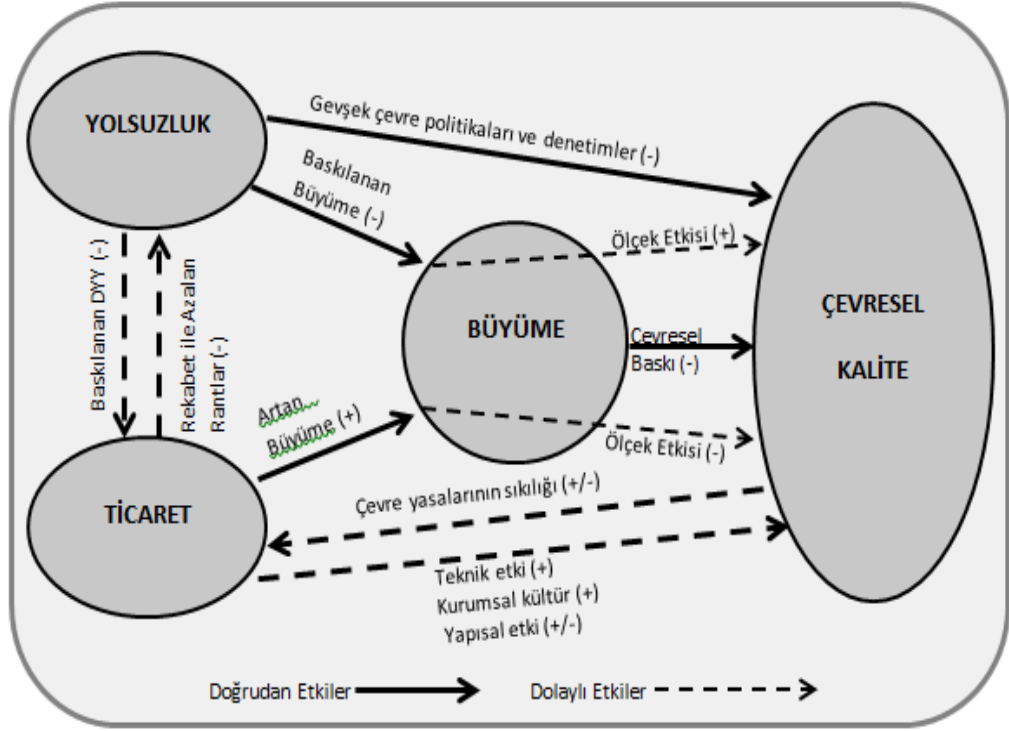 YOLSUZLUK
Gevşek çevre politikaları ve denetimler (-)
Baskılanan
Büyüme (-)
Ölçek Etkisi (+)
BÜYÜME
Çevresel
Baskı (-)
ÇEVRESEL
KALİTE
Baskılanan DYY (-)
Rekabet ile Azalan
Rantlar (-)
Artan
Büyüme (+)
Ölçek Etkisi (-)
TİCARET
Çevre yasalarının sıkılığı (+/-)
Teknik etki (+)
Kurumsal kültür (+)
Yapısal etki (+/-)
Doğrudan Etkiler
Dolaylı Etkiler